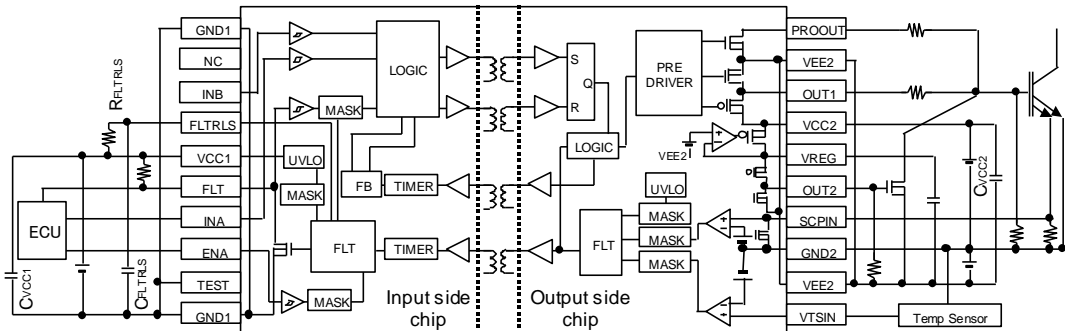 GND1
NC
INB
FLTRLS
VCC1
FLT
INA
ENA
TEST
GND1
RFLTRLS
ECU
CVCC1
CFLTRLS
MASK
UVLO
MASK
LOGIC
FB
TIMER
FLT
TIMER
MASK
Input side
chip
Output side
chip
S
Q
R
PRE
DRIVER
LOGIC
VEE2
UVLO
MASK
MASK
MASK
FLT
+
-
+
-
+
-
PROOUT
VEE2
OUT1
VCC2
VREG
OUT2
SCPIN
GND2
VEE2
VTSIN
CVCC2
Temp Sensor